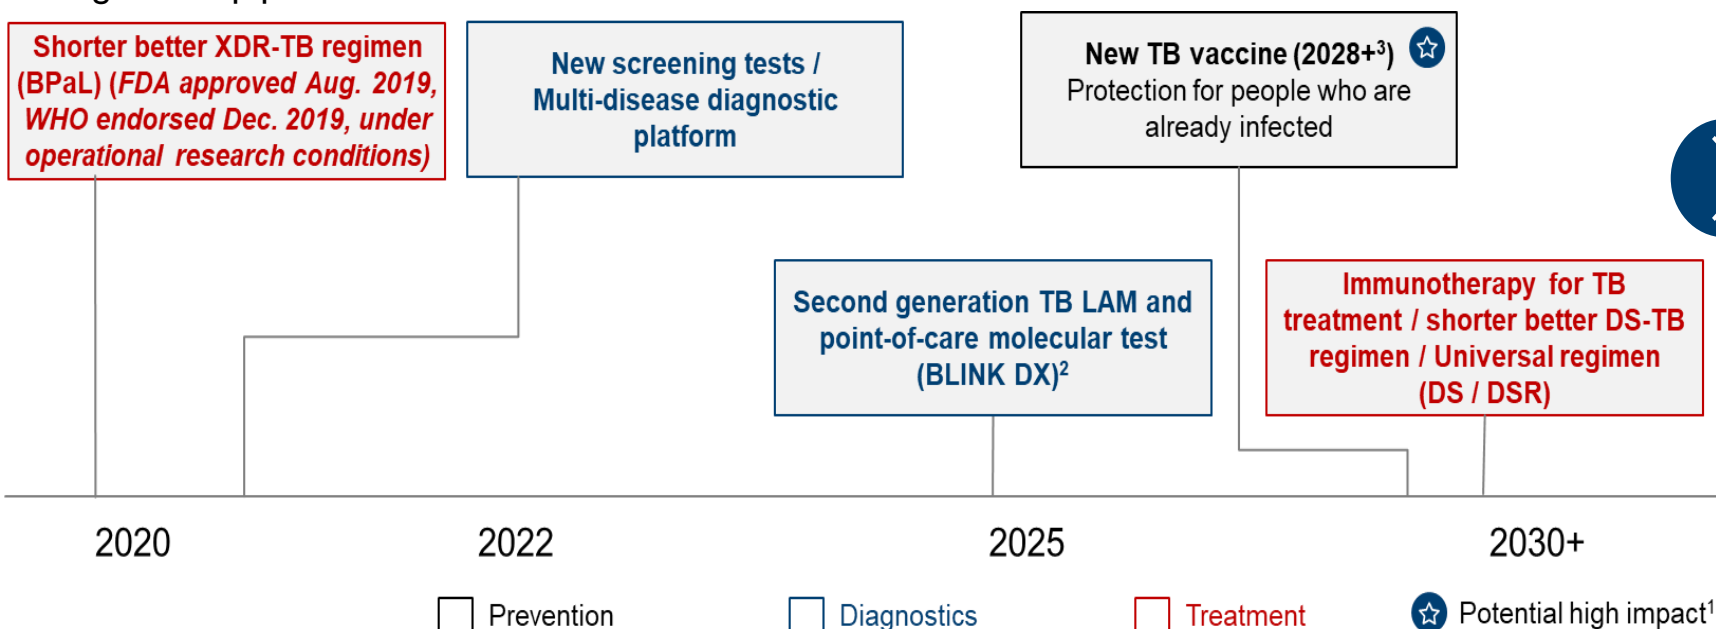 Shorter better XDR-TB regimen
(BPaL) (FDA approved Aug. 2019,
WHO endorsed Dec. 2019, under
operational research conditions)
New screening tests /
Multi-disease diagnostic
platform
New TB vaccine (2028+³)
Protection for people who are
already infected
Second generation TB LAM and
point-of-care molecular test
(BLINK DX)²
Immunotherapy for TB
treatment / shorter better DS-TB
regimen / Universal regimen
(DS / DSR)
2020
2022
2025
2030+
Prevention
Diagnostics
Treatment
Potential high impact¹